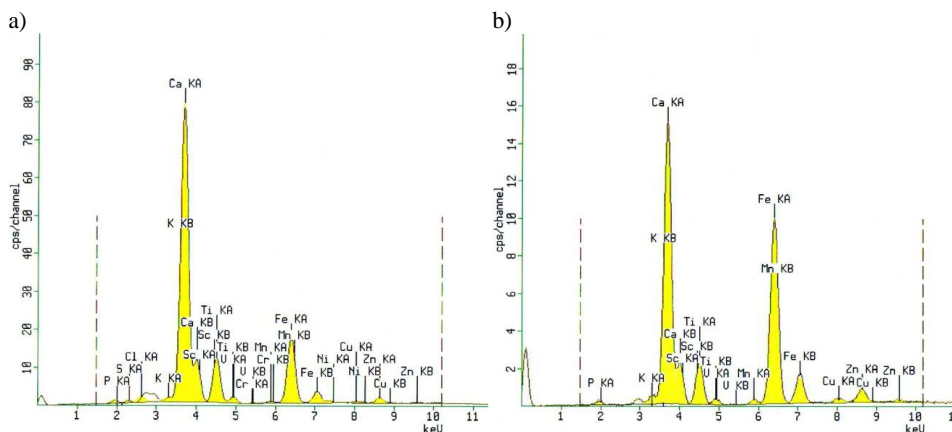 a)
b)
90
80
70
60
50
40
30
20
10
cps/channel
Ca KA
K KB
Ca KB
Sc KA
Ti KA
Sc KB
Ti KB
U KA
U KB
Cr KA
Mn KA
Cr KB
Fe KA
Mn KB
Fe KB
Ni KA
Cu KA
Zn KA
Ni KB
Cu KB
Zn KB
P KA
S KA
Cl KA
K KA
1 2 3 4 5 6 7 8 9 10 11
keU
18
16
14
12
10
8
6
4
2
cps/channel
Ca KA
K KB
Ca KB
Sc KA
Ti KA
Sc KB
Ti KB
U KA
U KB
Mn KA
Fe KA
Mn KB
Fe KB
Cu KA
Zn KA
Cu KB
Zn KB
P KA
K KA
1 2 3 4 5 6 7 8 9 10
keU